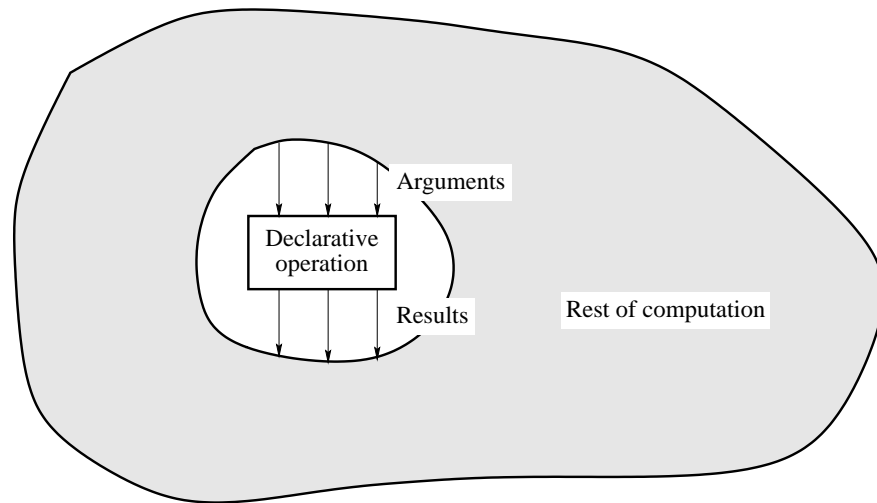 Arguments
Declarative
operation
Results
Rest of computation